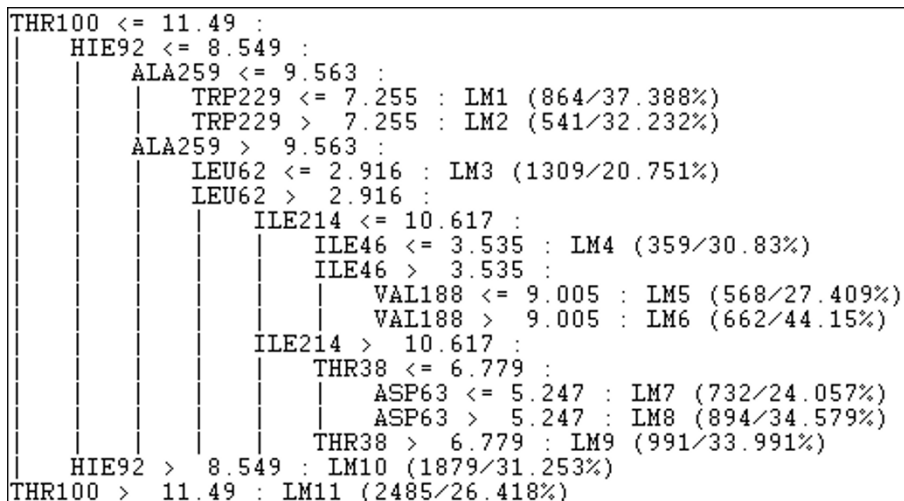 THR100 <= 11.49 :
|    HIE92 <= 8.549 :
|    |    ALA259 <= 9.563 :
|    |    |    TRP229 <= 7.255 : LM1 (864/37.388%)
|    |    |    TRP229 >  7.255 : LM2 (541/32.232%)
|    |    ALA259 >  9.563 :
|    |    |    LEU62 <= 2.916 : LM3 (1309/20.751%)
|    |    |    LEU62 >  2.916 :
|    |    |    |    ILE214 <= 10.617 :
|    |    |    |    |    ILE46 <= 3.535 : LM4 (359/30.83%)
|    |    |    |    |    ILE46 >  3.535 :
|    |    |    |    |    |    VAL188 <= 9.005 : LM5 (568/27.409%)
|    |    |    |    |    |    VAL188 >  9.005 : LM6 (662/44.15%)
|    |    |    |    ILE214 >  10.617 :
|    |    |    |    |    THR38 <= 6.779 :
|    |    |    |    |    |    ASP63 <= 5.247 : LM7 (732/24.057%)
|    |    |    |    |    |    ASP63 >  5.247 : LM8 (894/34.579%)
|    |    |    |    |    THR38 >  6.779 : LM9 (991/33.991%)
|    HIE92 >  8.549 : LM10 (1879/31.253%)
THR100 >  11.49 : LM11 (2485/26.418%)